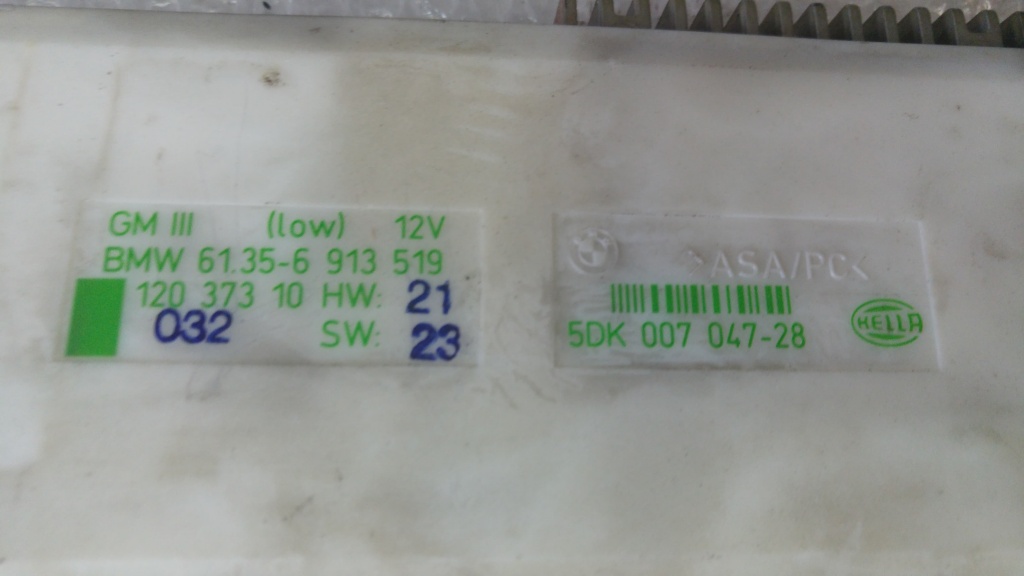 GM III (low) 12V
BMW 61.35-6 913 519
120 373 10 HW: 21
032 SW: 23
>ASA/PC<
5DK 007 047-28
HELLA